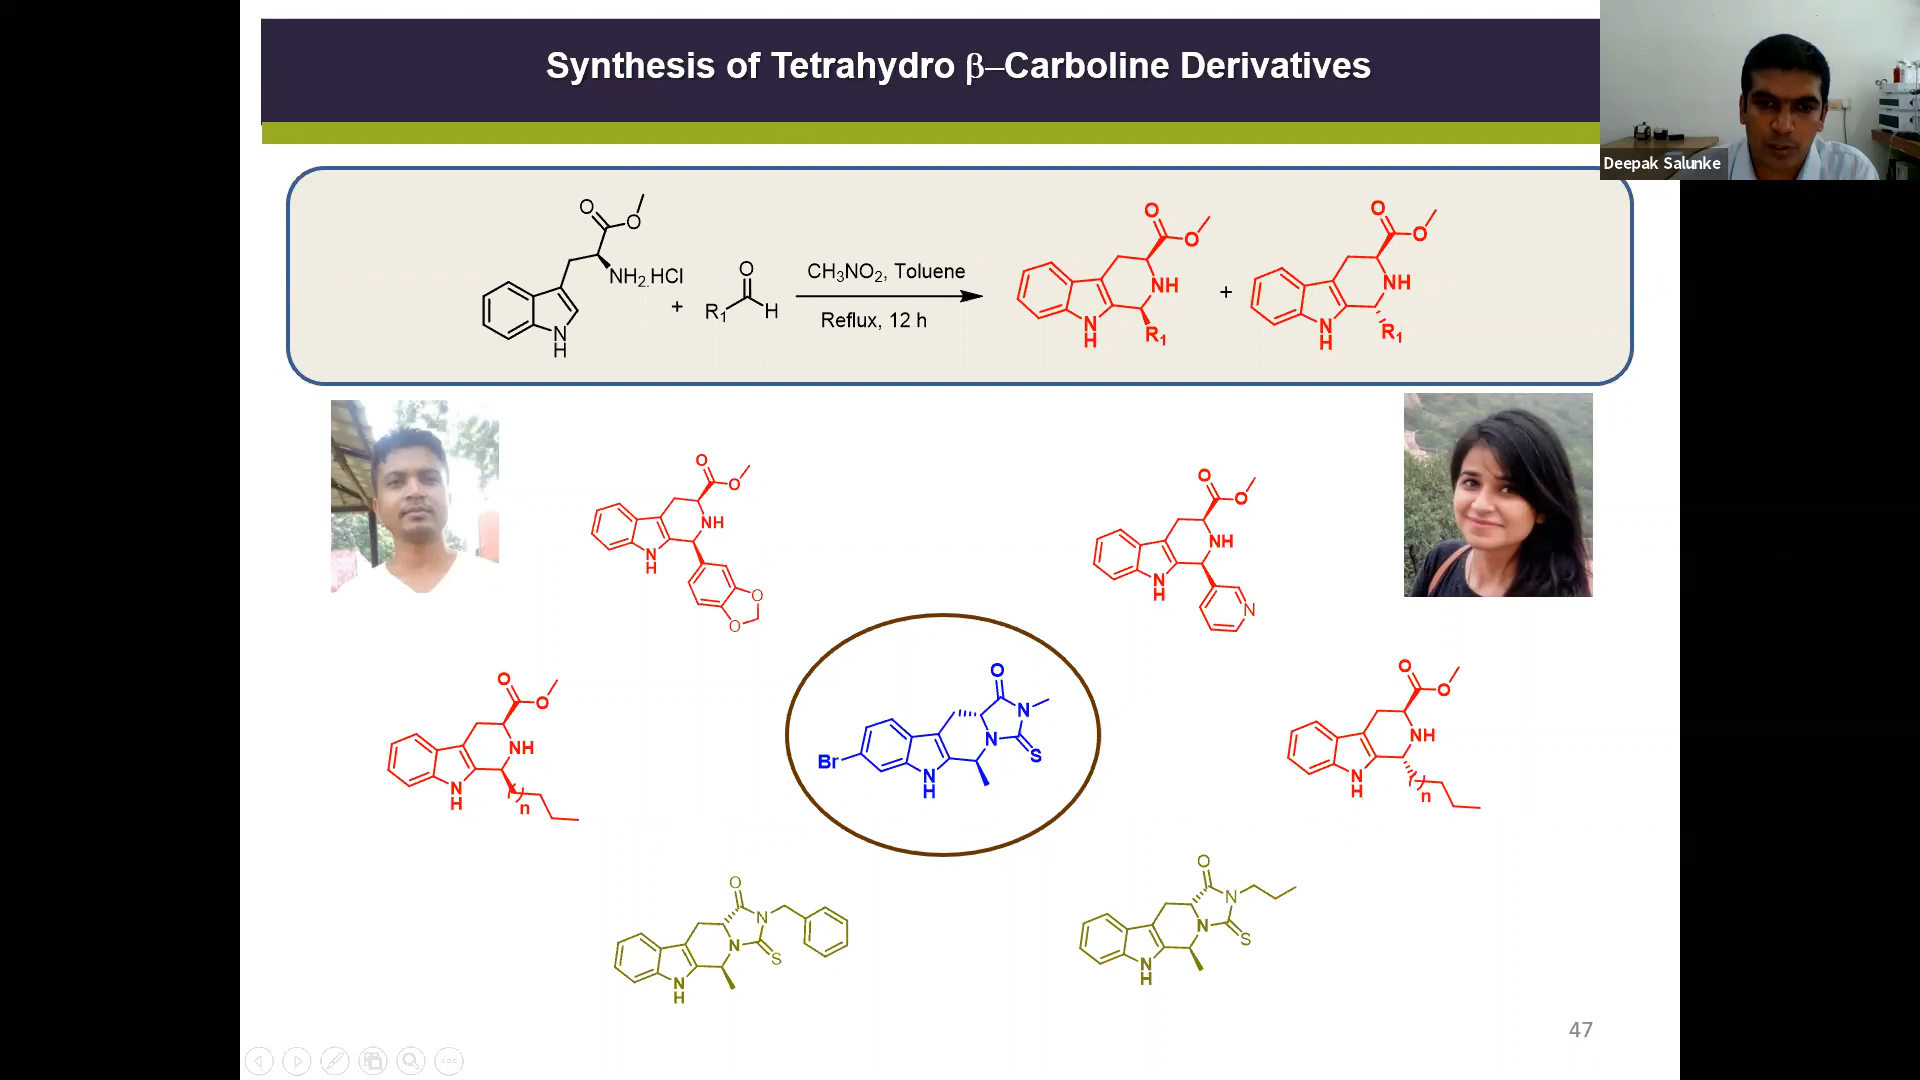 Synthesis of Tetrahydro β–Carboline Derivatives
Deepak Salunke
O
O
NH₂.HCl
N
H
+
O
R₁
H
CH₃NO₂, Toluene
Reflux, 12 h
O
O
NH
N
H
R₁
+
O
O
NH
N
H
R₁
O
O
NH
N
H
O
O
O
O
NH
N
H
N
O
O
NH
N
H
n
O
N
N
S
Br
N
H
O
O
NH
N
H
n
O
N
N
S
N
H
O
N
N
S
N
H
47